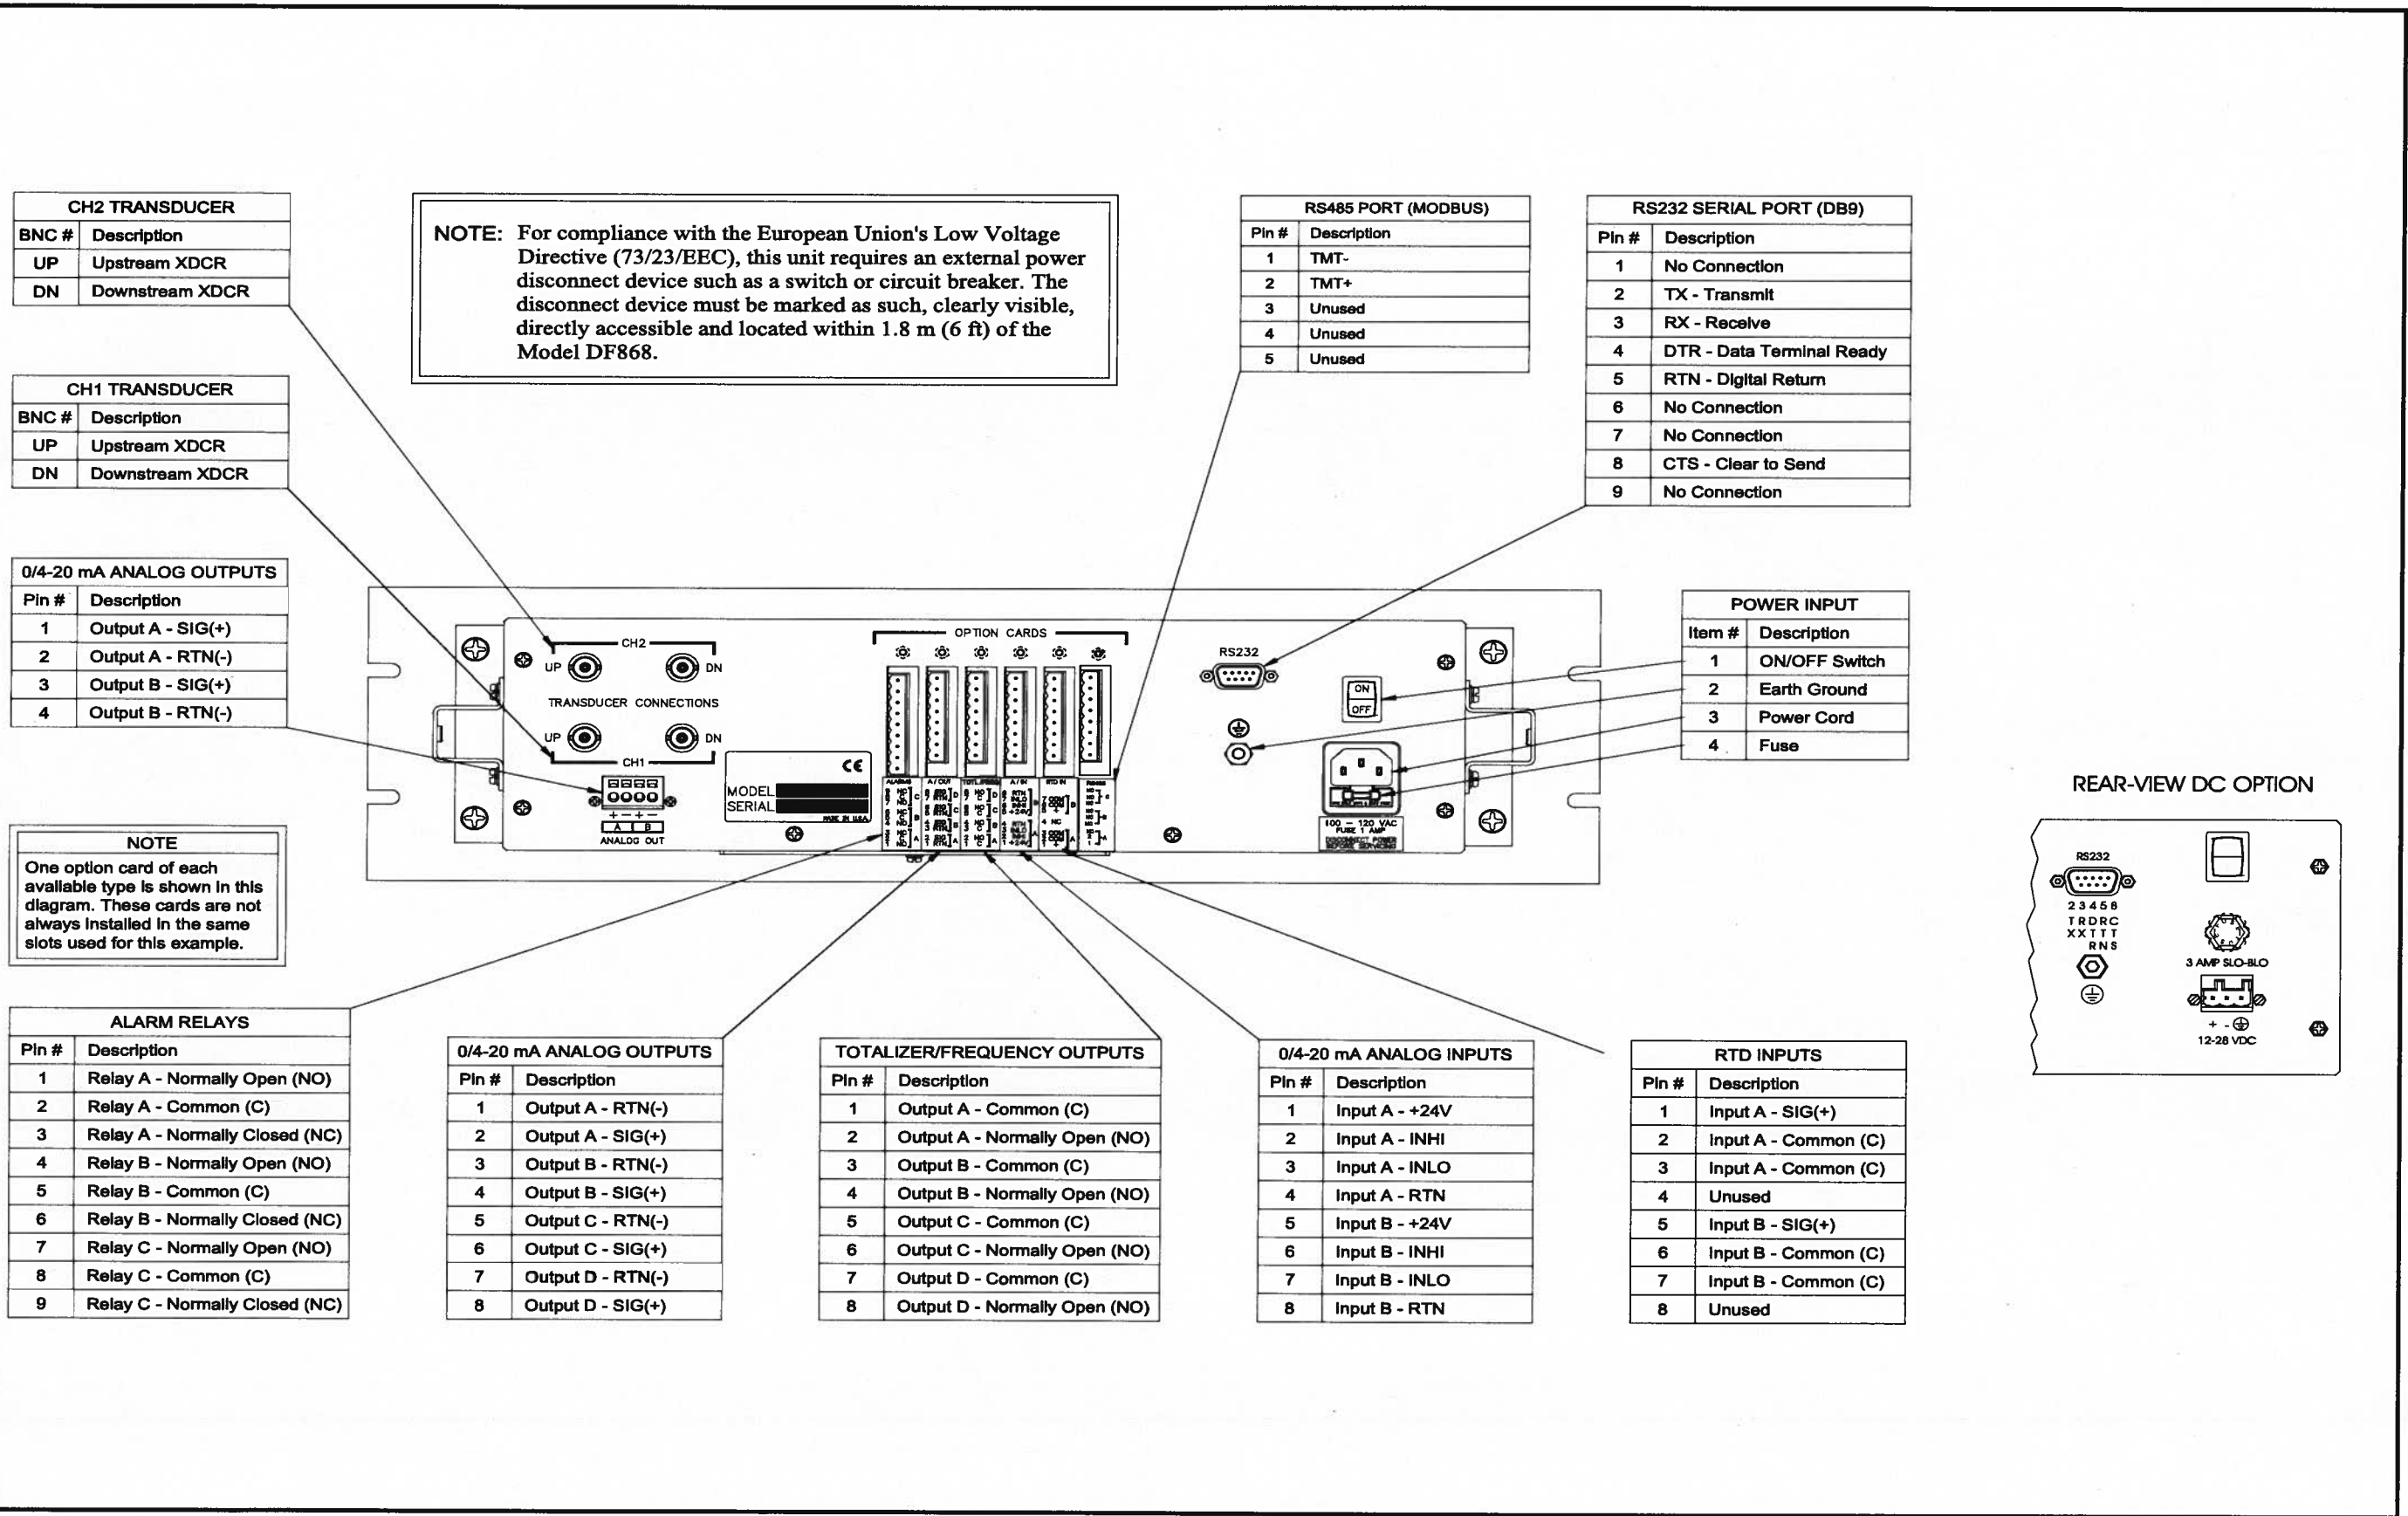 CH2 TRANSDUCER
BNC # Description
UP Upstream XDCR
DN Downstream XDCR
CH1 TRANSDUCER
BNC # Description
UP Upstream XDCR
DN Downstream XDCR
0/4-20 mA ANALOG OUTPUTS
Pin # Description
1 Output A - SIG(+)
2 Output A - RTN(-)
3 Output B - SIG(+)
4 Output B - RTN(-)
NOTE
One option card of each
available type is shown in this
diagram. These cards are not
always installed in the same
slots used for this example.
NOTE: For compliance with the European Union's Low Voltage
Directive (73/23/EEC), this unit requires an external power
disconnect device such as a switch or circuit breaker. The
disconnect device must be marked as such, clearly visible,
directly accessible and located within 1.8 m (6 ft) of the
Model DF868.
RS485 PORT (MODBUS)
Pin # Description
1 TMT-
2 TMT+
3 Unused
4 Unused
5 Unused
RS232 SERIAL PORT (DB9)
Pin # Description
1 No Connection
2 TX - Transmit
3 RX - Receive
4 DTR - Data Terminal Ready
5 RTN - Digital Return
6 No Connection
7 No Connection
8 CTS - Clear to Send
9 No Connection
POWER INPUT
Item # Description
1 ON/OFF Switch
2 Earth Ground
3 Power Cord
4 Fuse
CH2
UP DN
TRANSDUCER CONNECTIONS
UP DN
CH1
+ - + -
A B
ANALOG OUT
CE
MODEL
SERIAL
MADE IN U.S.A.
OPTION CARDS
ALARMS A/OUT A/IN RTD IN RS485
RS232
ON
OFF
100 - 120 VAC
FUSE 1 AMP
DISCONNECT POWER
BEFORE SERVICING
REAR-VIEW DC OPTION
RS232
2 3 4 5 6
T R D R C
X X T T T
R N S
3 AMP SLO-BLO
+ -
12-28 VDC
ALARM RELAYS
Pin # Description
1 Relay A - Normally Open (NO)
2 Relay A - Common (C)
3 Relay A - Normally Closed (NC)
4 Relay B - Normally Open (NO)
5 Relay B - Common (C)
6 Relay B - Normally Closed (NC)
7 Relay C - Normally Open (NO)
8 Relay C - Common (C)
9 Relay C - Normally Closed (NC)
0/4-20 mA ANALOG OUTPUTS
Pin # Description
1 Output A - RTN(-)
2 Output A - SIG(+)
3 Output B - RTN(-)
4 Output B - SIG(+)
5 Output C - RTN(-)
6 Output C - SIG(+)
7 Output D - RTN(-)
8 Output D - SIG(+)
TOTALIZER/FREQUENCY OUTPUTS
Pin # Description
1 Output A - Common (C)
2 Output A - Normally Open (NO)
3 Output B - Common (C)
4 Output B - Normally Open (NO)
5 Output C - Common (C)
6 Output C - Normally Open (NO)
7 Output D - Common (C)
8 Output D - Normally Open (NO)
0/4-20 mA ANALOG INPUTS
Pin # Description
1 Input A - +24V
2 Input A - INHI
3 Input A - INLO
4 Input A - RTN
5 Input B - +24V
6 Input B - INHI
7 Input B - INLO
8 Input B - RTN
RTD INPUTS
Pin # Description
1 Input A - SIG(+)
2 Input A - Common (C)
3 Input A - Common (C)
4 Unused
5 Input B - SIG(+)
6 Input B - Common (C)
7 Input B - Common (C)
8 Unused